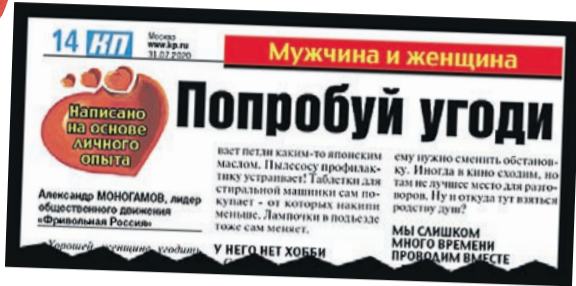 14 КП
Москва
www.kp.ru
31.07.2020
Мужчина и женщина
Написано
на основе
личного
опыта
Попробуй угоди
Александр МОНОГАМОВ, лидер
общественного движения
«Фривольная Россия»
Хорошей женщине угодить
вает петли каким-то японским
маслом. Пылесосу профилак-
тику устраивает! Таблетки для
стиральной машинки сам по-
купает - от которых накипи
меньше. Лампочки в подъезде
тоже сам меняет.
У НЕГО НЕТ ХОББИ
ему нужно сменить обстанов-
ку. Иногда в кино сходим, но
там не лучшее место для разго-
воров. Ну и откуда тут взяться
родству душ?
МЫ СЛИШКОМ
МНОГО ВРЕМЕНИ
ПРОВОДИМ ВМЕСТЕ